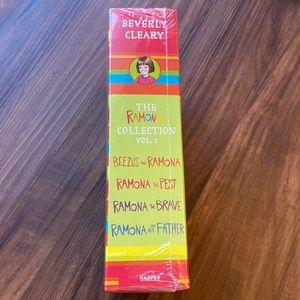 BEVERLY
CLEARY
THE
RAMONA
COLLECTION
VOL. 1
BEEZUS AND RAMONA
RAMONA THE PEST
RAMONA THE BRAVE
RAMONA AND HER FATHER
HARPER